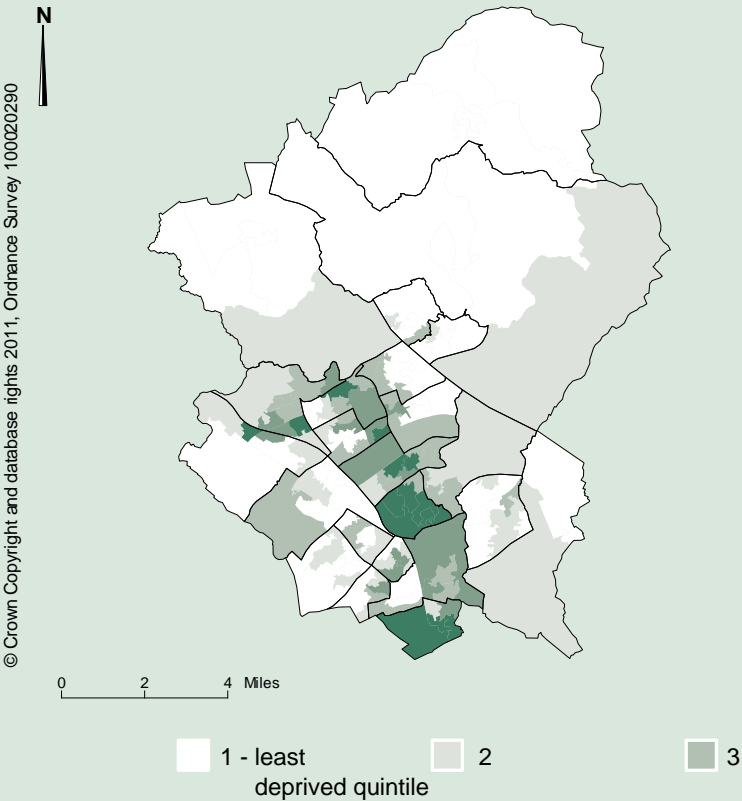 N
© Crown Copyright and database rights 2011, Ordnance Survey 100020290
0 2 4 Miles
1 - least
deprived quintile
2
3